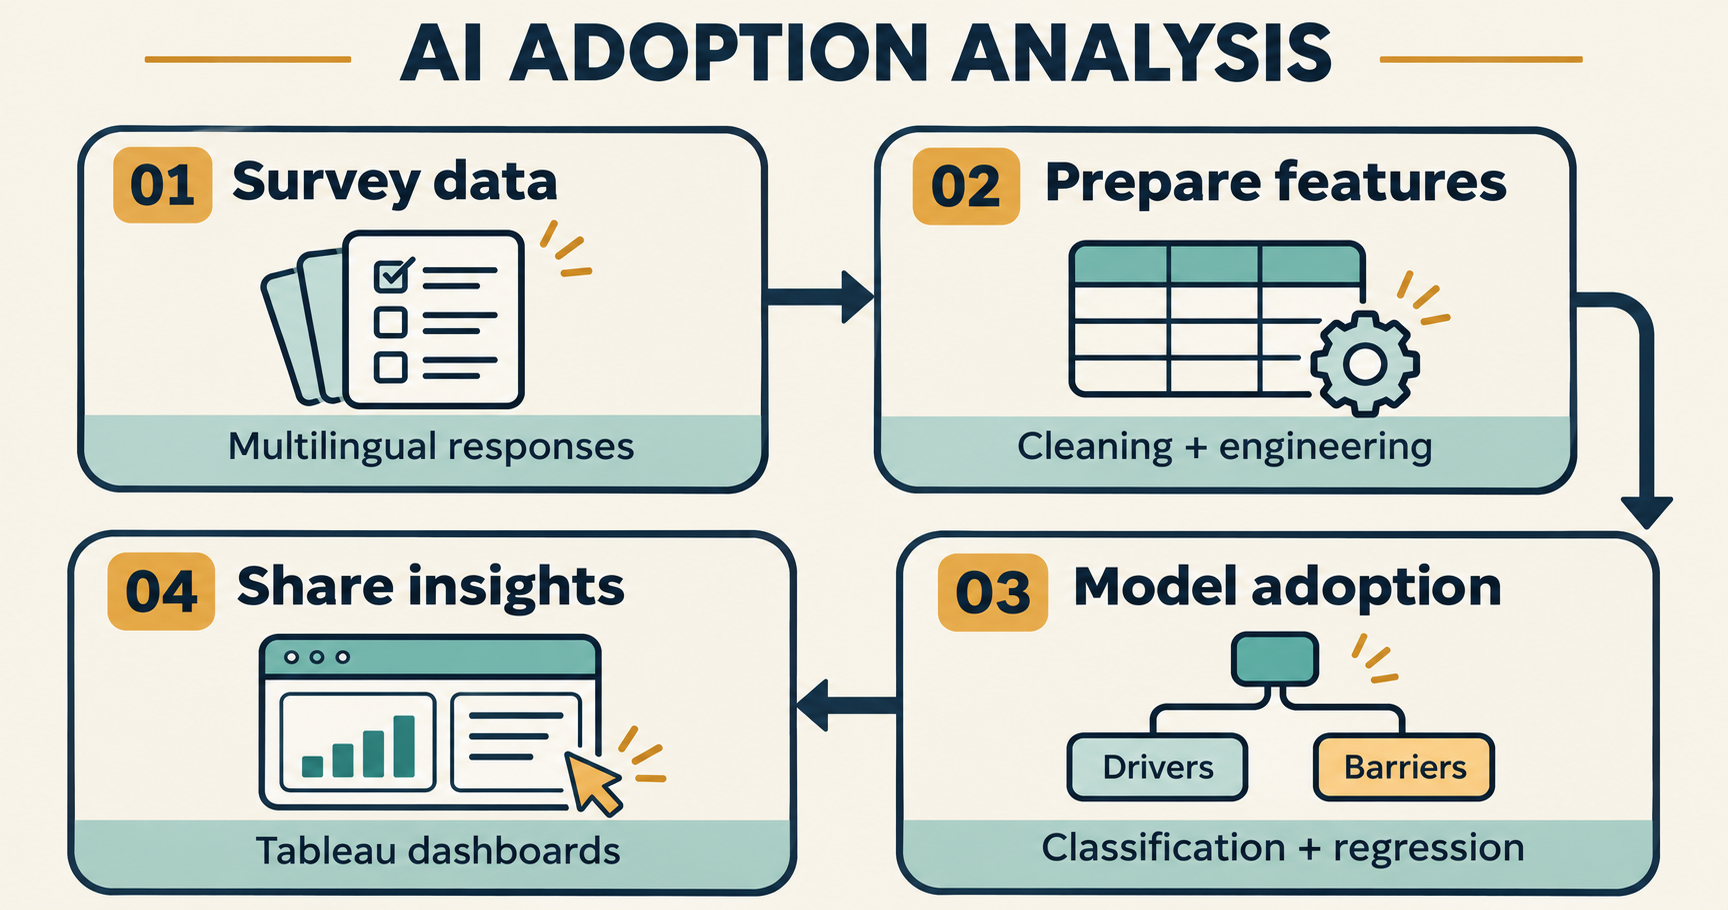 AI ADOPTION ANALYSIS
01 Survey data
Multilingual responses
02 Prepare features
Cleaning + engineering
03 Model adoption
Drivers
Barriers
Classification + regression
04 Share insights
Tableau dashboards